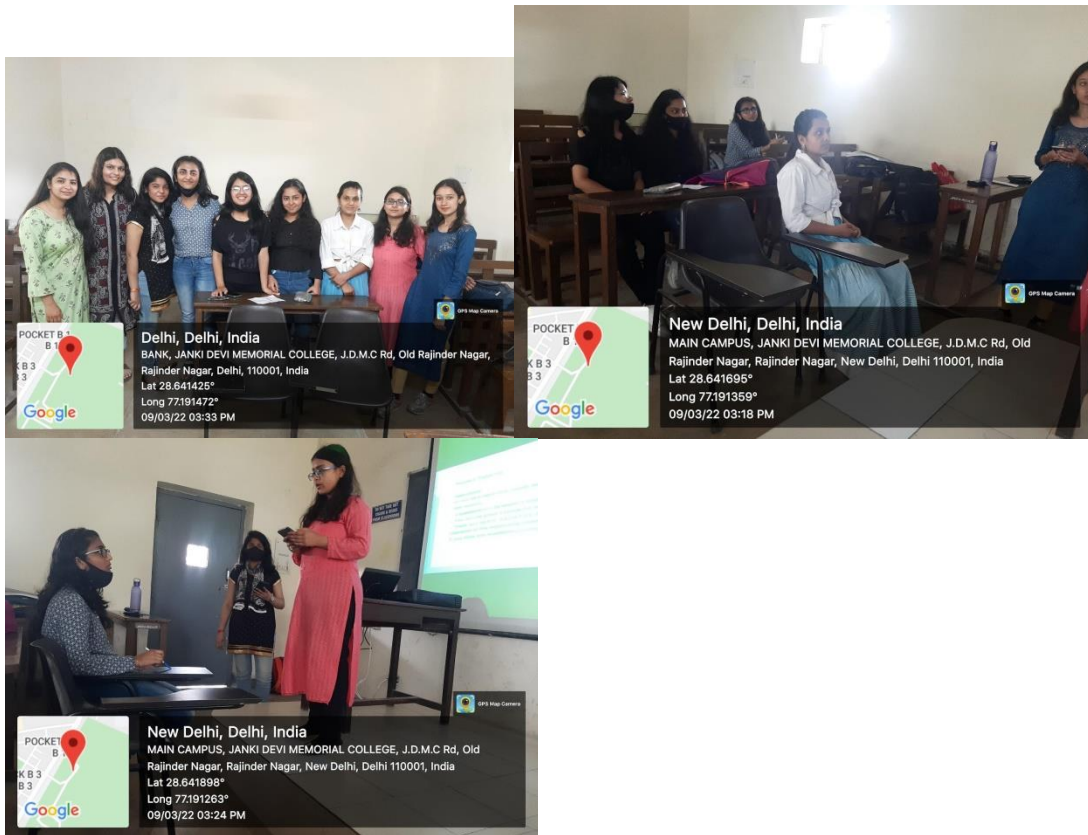 GPS Map Camera
POCKET B 1
B 1
K B 3
3 3
Google
Delhi, Delhi, India
BANK, JANKI DEVI MEMORIAL COLLEGE, J.D.M.C Rd, Old Rajinder Nagar,
Rajinder Nagar, Delhi, 110001, India
Lat 28.641425°
Long 77.191472°
09/03/22 03:33 PM
GPS Map Camera
POCKET
B
K B 3
B 3
Google
New Delhi, Delhi, India
MAIN CAMPUS, JANKI DEVI MEMORIAL COLLEGE, J.D.M.C Rd, Old
Rajinder Nagar, Rajinder Nagar, New Delhi, Delhi 110001, India
Lat 28.641695°
Long 77.191359°
09/03/22 03:18 PM
GPS Map Camera
POCKET
B
K B 3
B 3
Google
New Delhi, Delhi, India
MAIN CAMPUS, JANKI DEVI MEMORIAL COLLEGE, J.D.M.C Rd, Old
Rajinder Nagar, Rajinder Nagar, New Delhi, Delhi 110001, India
Lat 28.641898°
Long 77.191263°
09/03/22 03:24 PM